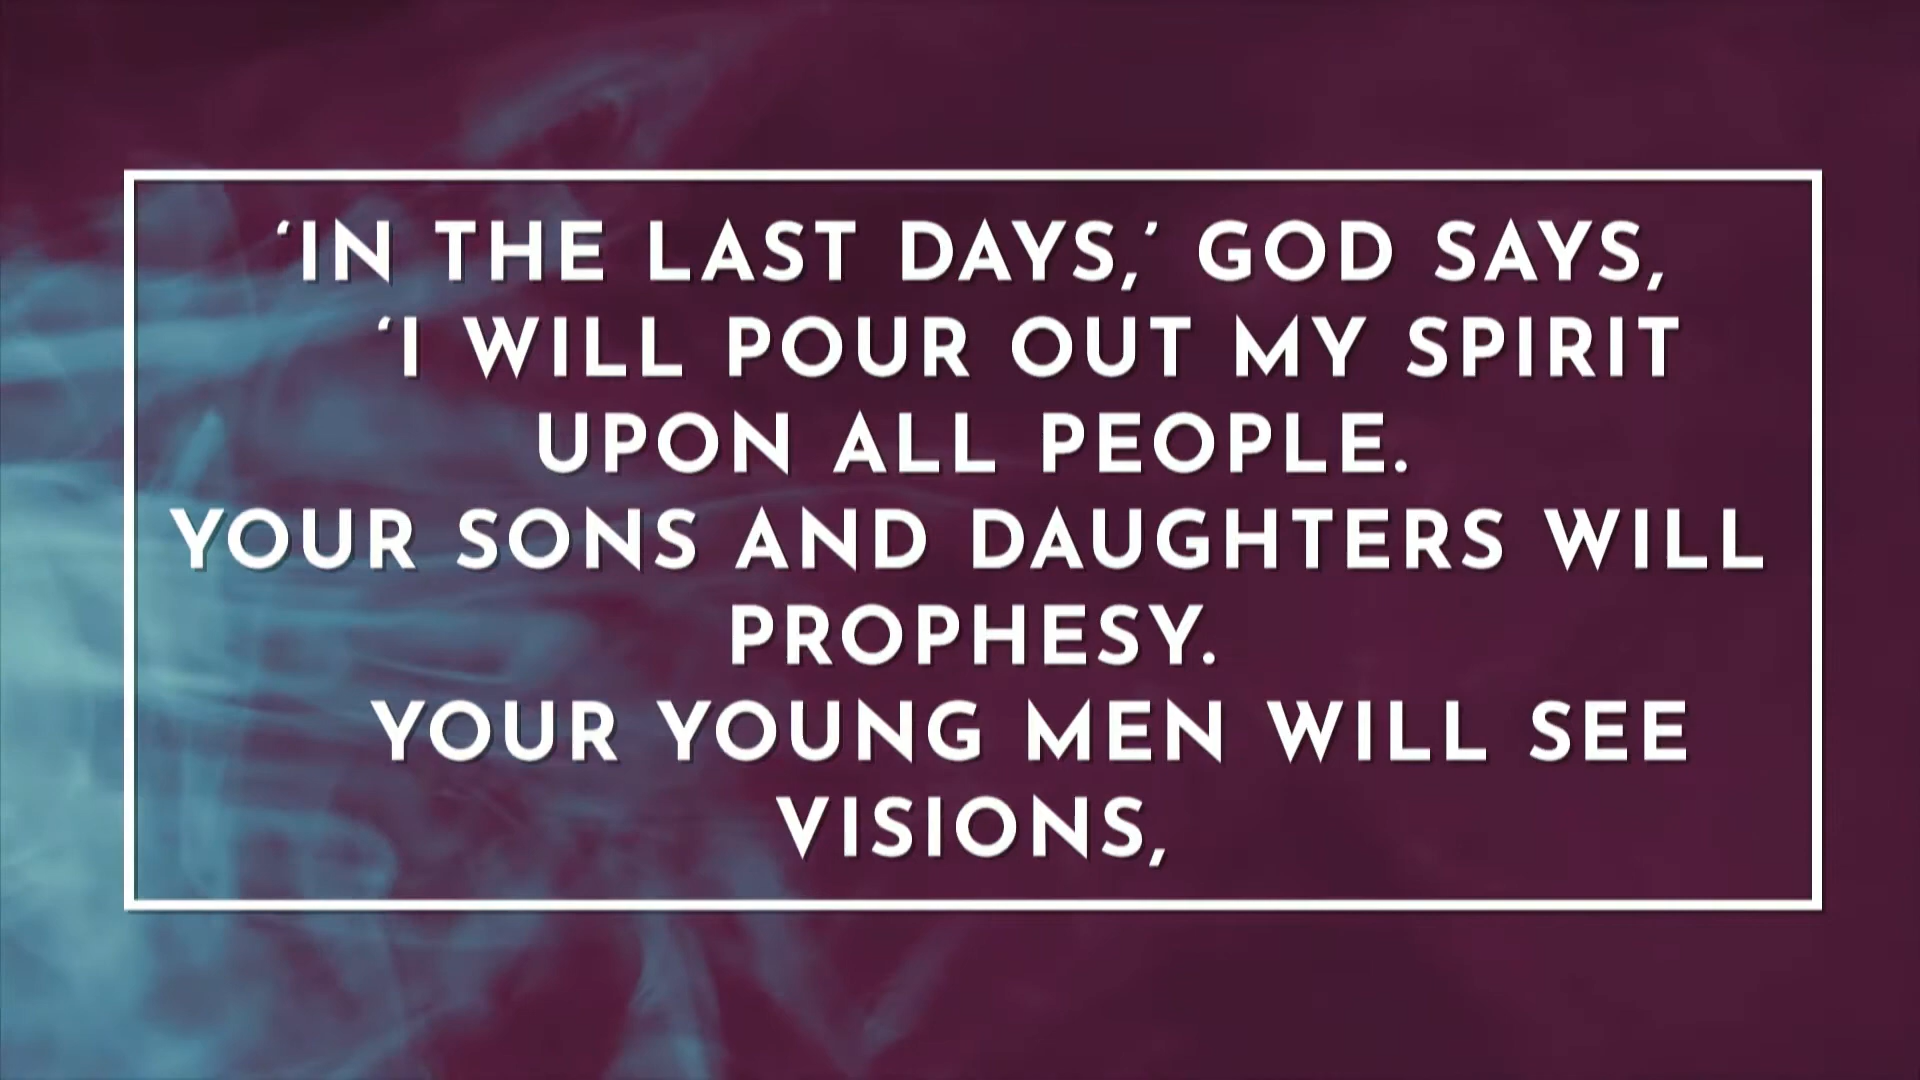 ‘IN THE LAST DAYS,’ GOD SAYS,
‘I WILL POUR OUT MY SPIRIT
UPON ALL PEOPLE.
YOUR SONS AND DAUGHTERS WILL
PROPHESY.
YOUR YOUNG MEN WILL SEE
VISIONS,